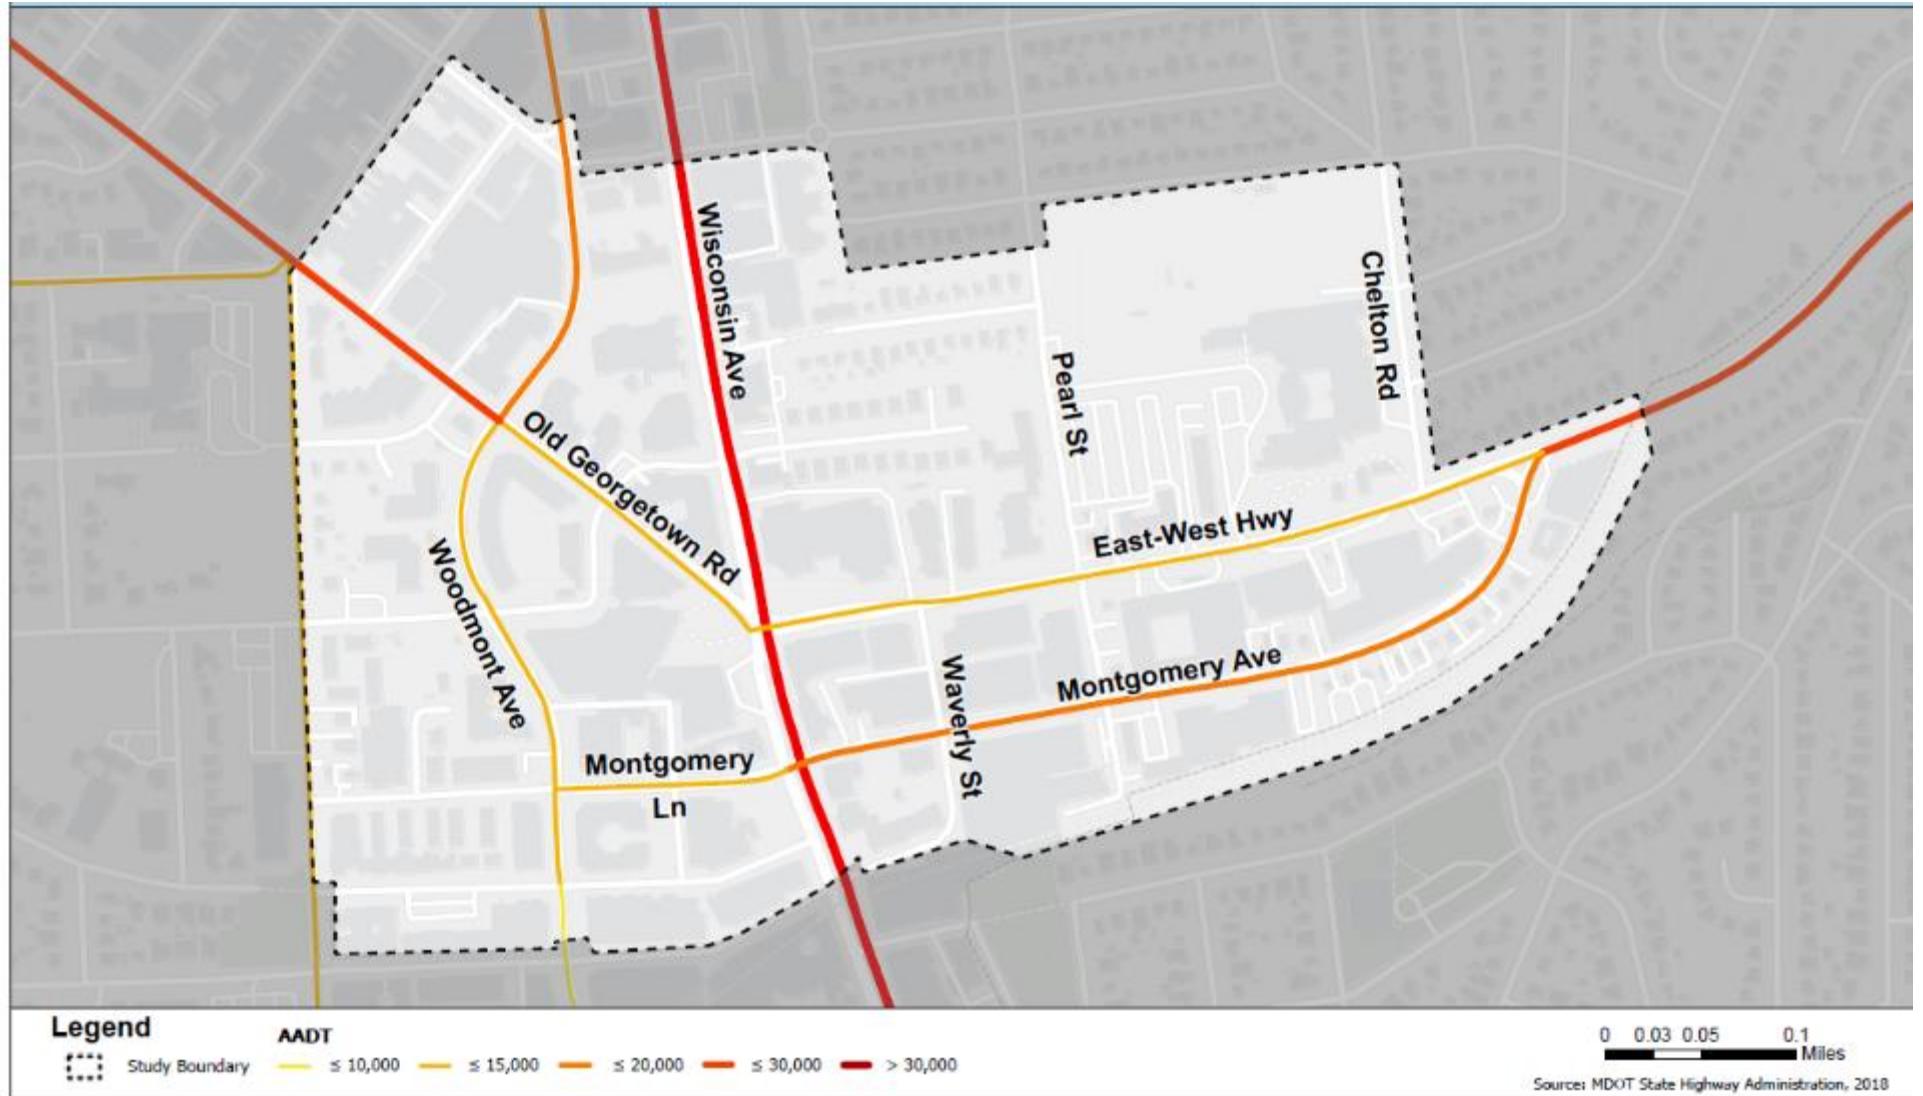 Wisconsin Ave
Chelton Rd
Pearl St
Old Georgetown Rd
East-West Hwy
Woodmont Ave
Waverly St
Montgomery Ave
Montgomery
Ln
Legend
Study Boundary
AADT
≤ 10,000
≤ 15,000
≤ 20,000
≤ 30,000
> 30,000
0 0.03 0.05 0.1
Miles
Source: MDOT State Highway Administration, 2018